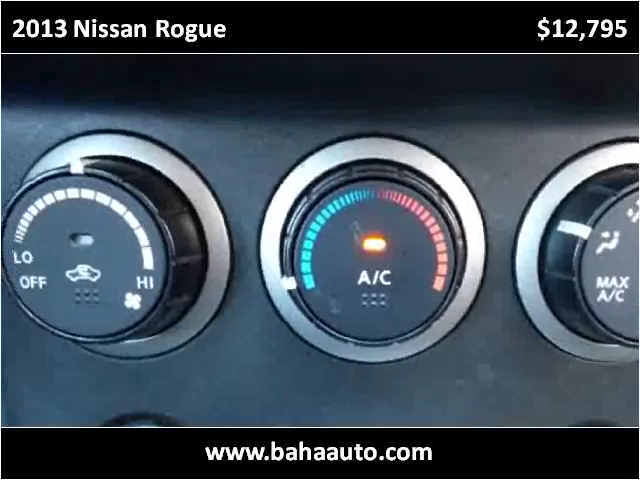 2013 Nissan Rogue
$12,795
LO
OFF
HI
A/C
MAX
A/C
www.bahaauto.com